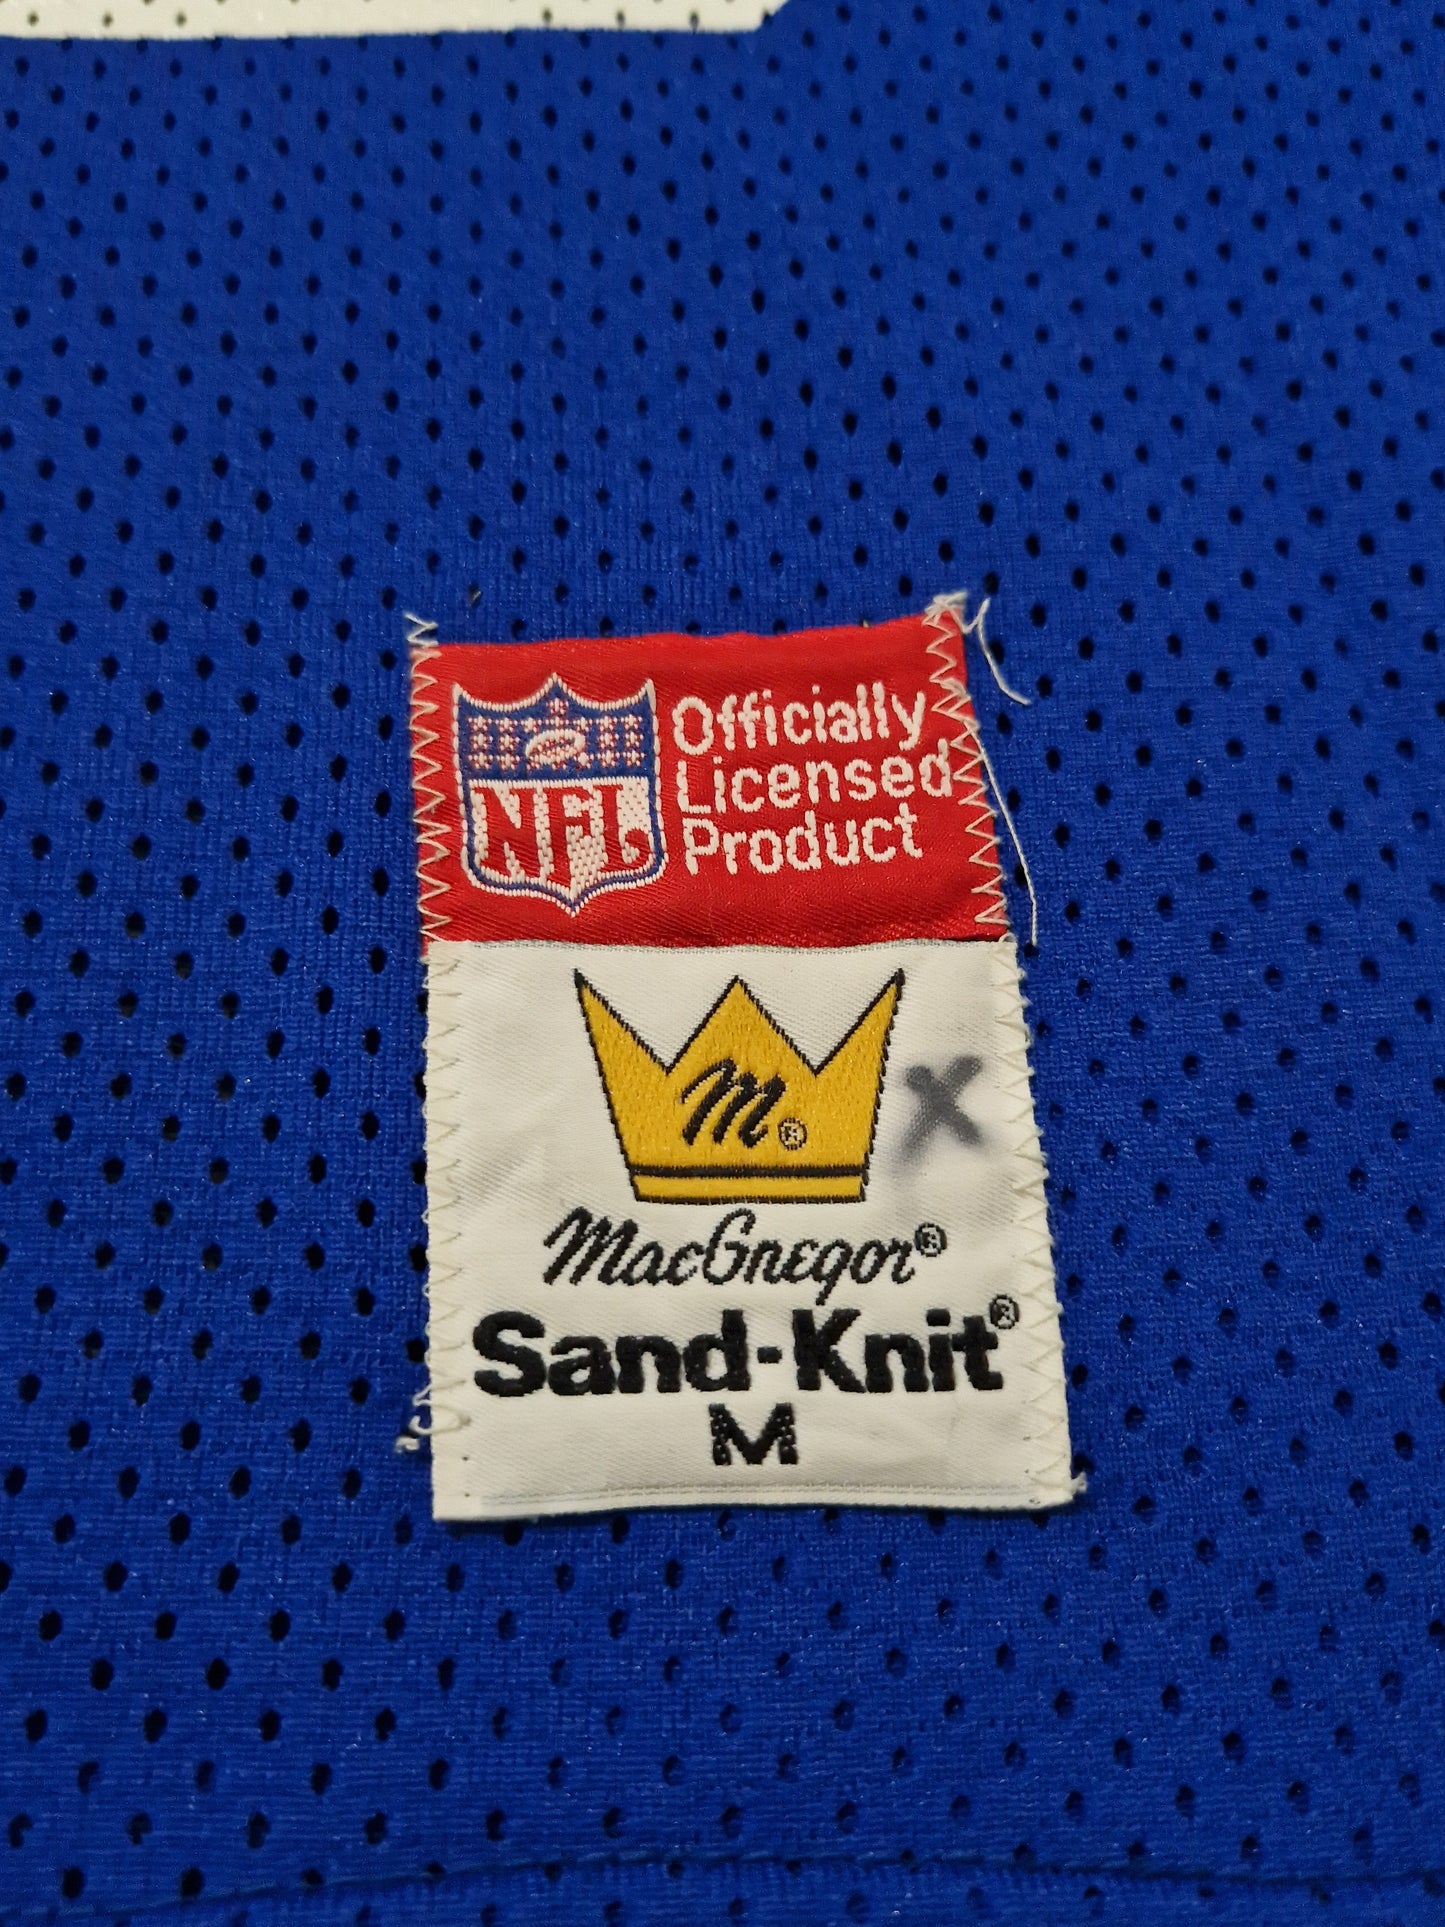 NFL
Officially
Licensed
Product
M®
X
MacGregor®
Sand-Knit®
M